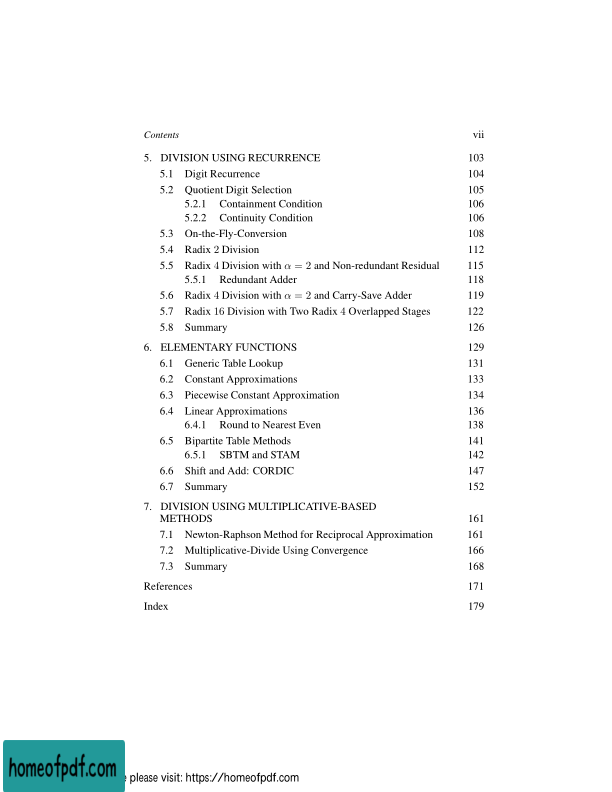 Contents vii
5. DIVISION USING RECURRENCE 103
5.1 Digit Recurrence 104
5.2 Quotient Digit Selection 105
5.2.1 Containment Condition 106
5.2.2 Continuity Condition 106
5.3 On-the-Fly-Conversion 108
5.4 Radix 2 Division 112
5.5 Radix 4 Division with α = 2 and Non-redundant Residual 115
5.5.1 Redundant Adder 118
5.6 Radix 4 Division with α = 2 and Carry-Save Adder 119
5.7 Radix 16 Division with Two Radix 4 Overlapped Stages 122
5.8 Summary 126
6. ELEMENTARY FUNCTIONS 129
6.1 Generic Table Lookup 131
6.2 Constant Approximations 133
6.3 Piecewise Constant Approximation 134
6.4 Linear Approximations 136
6.4.1 Round to Nearest Even 138
6.5 Bipartite Table Methods 141
6.5.1 SBTM and STAM 142
6.6 Shift and Add: CORDIC 147
6.7 Summary 152
7. DIVISION USING MULTIPLICATIVE-BASED
METHODS 161
7.1 Newton-Raphson Method for Reciprocal Approximation 161
7.2 Multiplicative-Divide Using Convergence 166
7.3 Summary 168
References 171
Index 179
homeofpdf.com
please visit: https://homeofpdf.com